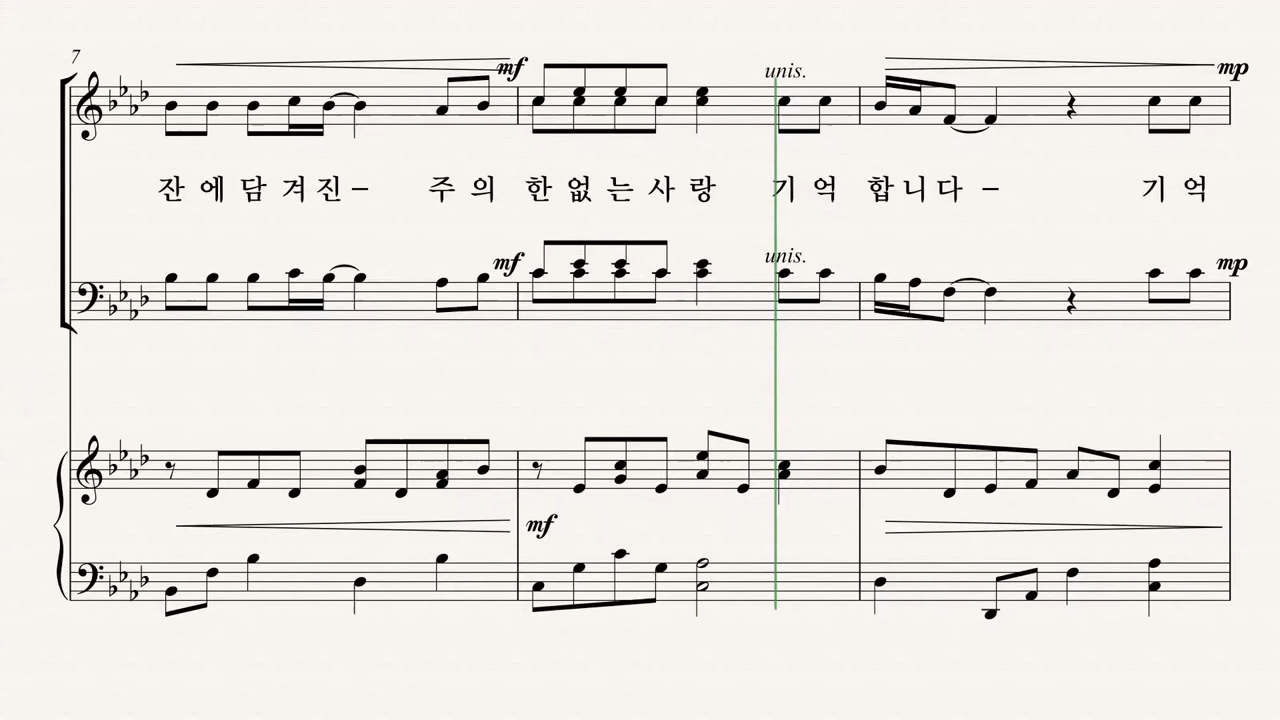 7
mf unis. mp
잔 에 담 겨 진 – 주 의 한 없 는 사 랑 기 억 합 니 다 – 기 억
mf unis. mp
mf